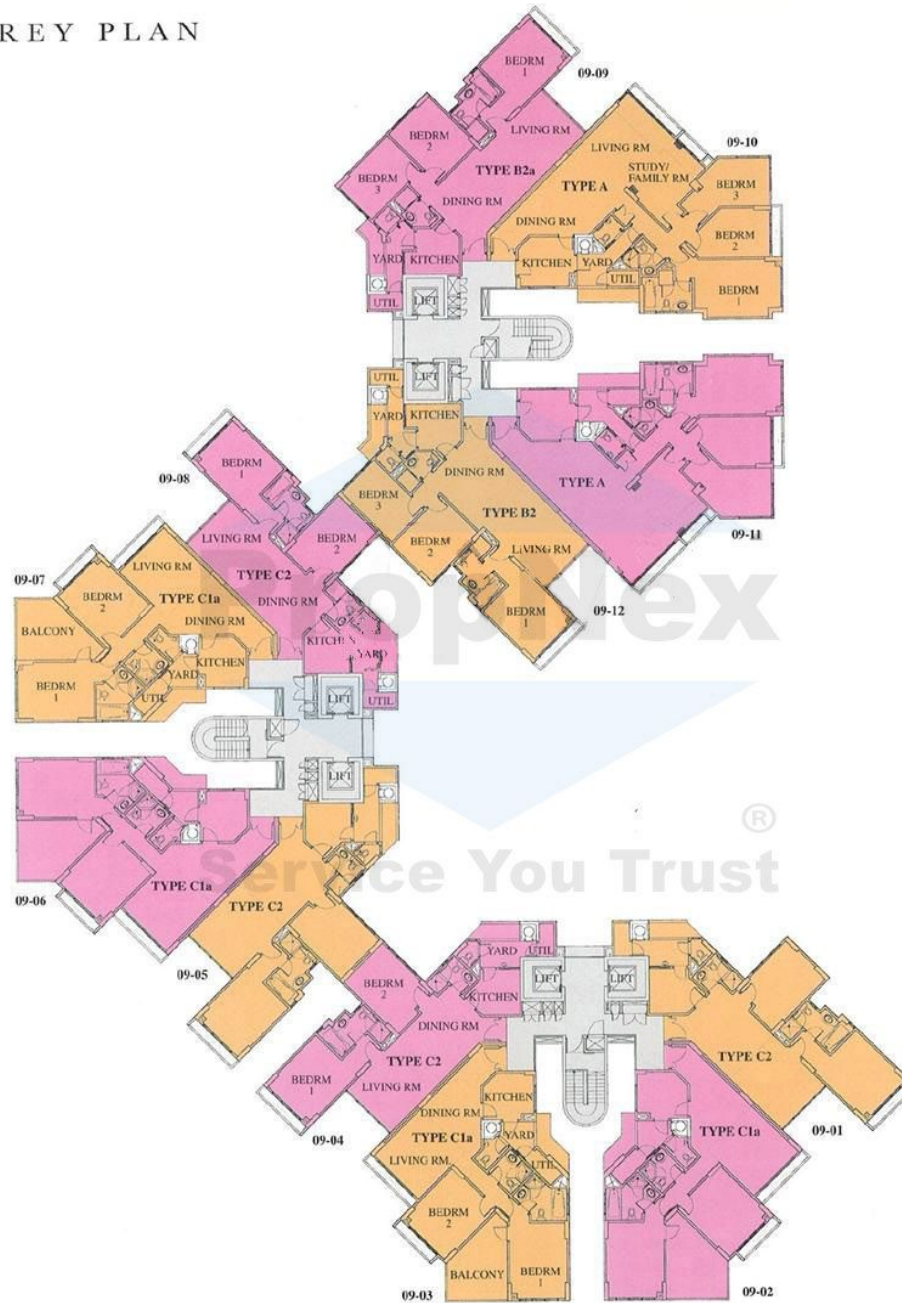 REY PLAN
BEDRM
1
09-09
BEDRM
2
LIVING RM
TYPE B2a
BEDRM
3
DINING RM
YARD
KITCHEN
UTIL
LIFT
LIVING RM
09-10
STUDY/
FAMILY RM
TYPE A
BEDRM
3
DINING RM
BEDRM
2
KITCHEN
YARD
UTIL
BEDRM
1
LIFT
UTIL
YARD
KITCHEN
DINING RM
BEDRM
3
TYPE B2
BEDRM
2
LIVING RM
BEDRM
1
09-12
TYPE A
09-11
BEDRM
1
09-08
LIVING RM
BEDRM
2
TYPE C2
DINING RM
KITCHEN
YARD
UTIL
09-07
LIVING RM
BEDRM
2
TYPE C1a
BALCONY
DINING RM
KITCHEN
YARD
BEDRM
1
UTIL
LIFT
LIFT
PropNex
®
Service You Trust
TYPE C1a
09-06
TYPE C2
09-05
YARD
UTIL
BEDRM
2
KITCHEN
LIFT
LIFT
DINING RM
TYPE C2
BEDRM
1
LIVING RM
09-04
KITCHEN
DINING RM
TYPE C1a
YARD
LIVING RM.
UTIL
BEDRM
2
BALCONY
BEDRM
1
09-03
TYPE C2
09-01
TYPE C1a
09-02